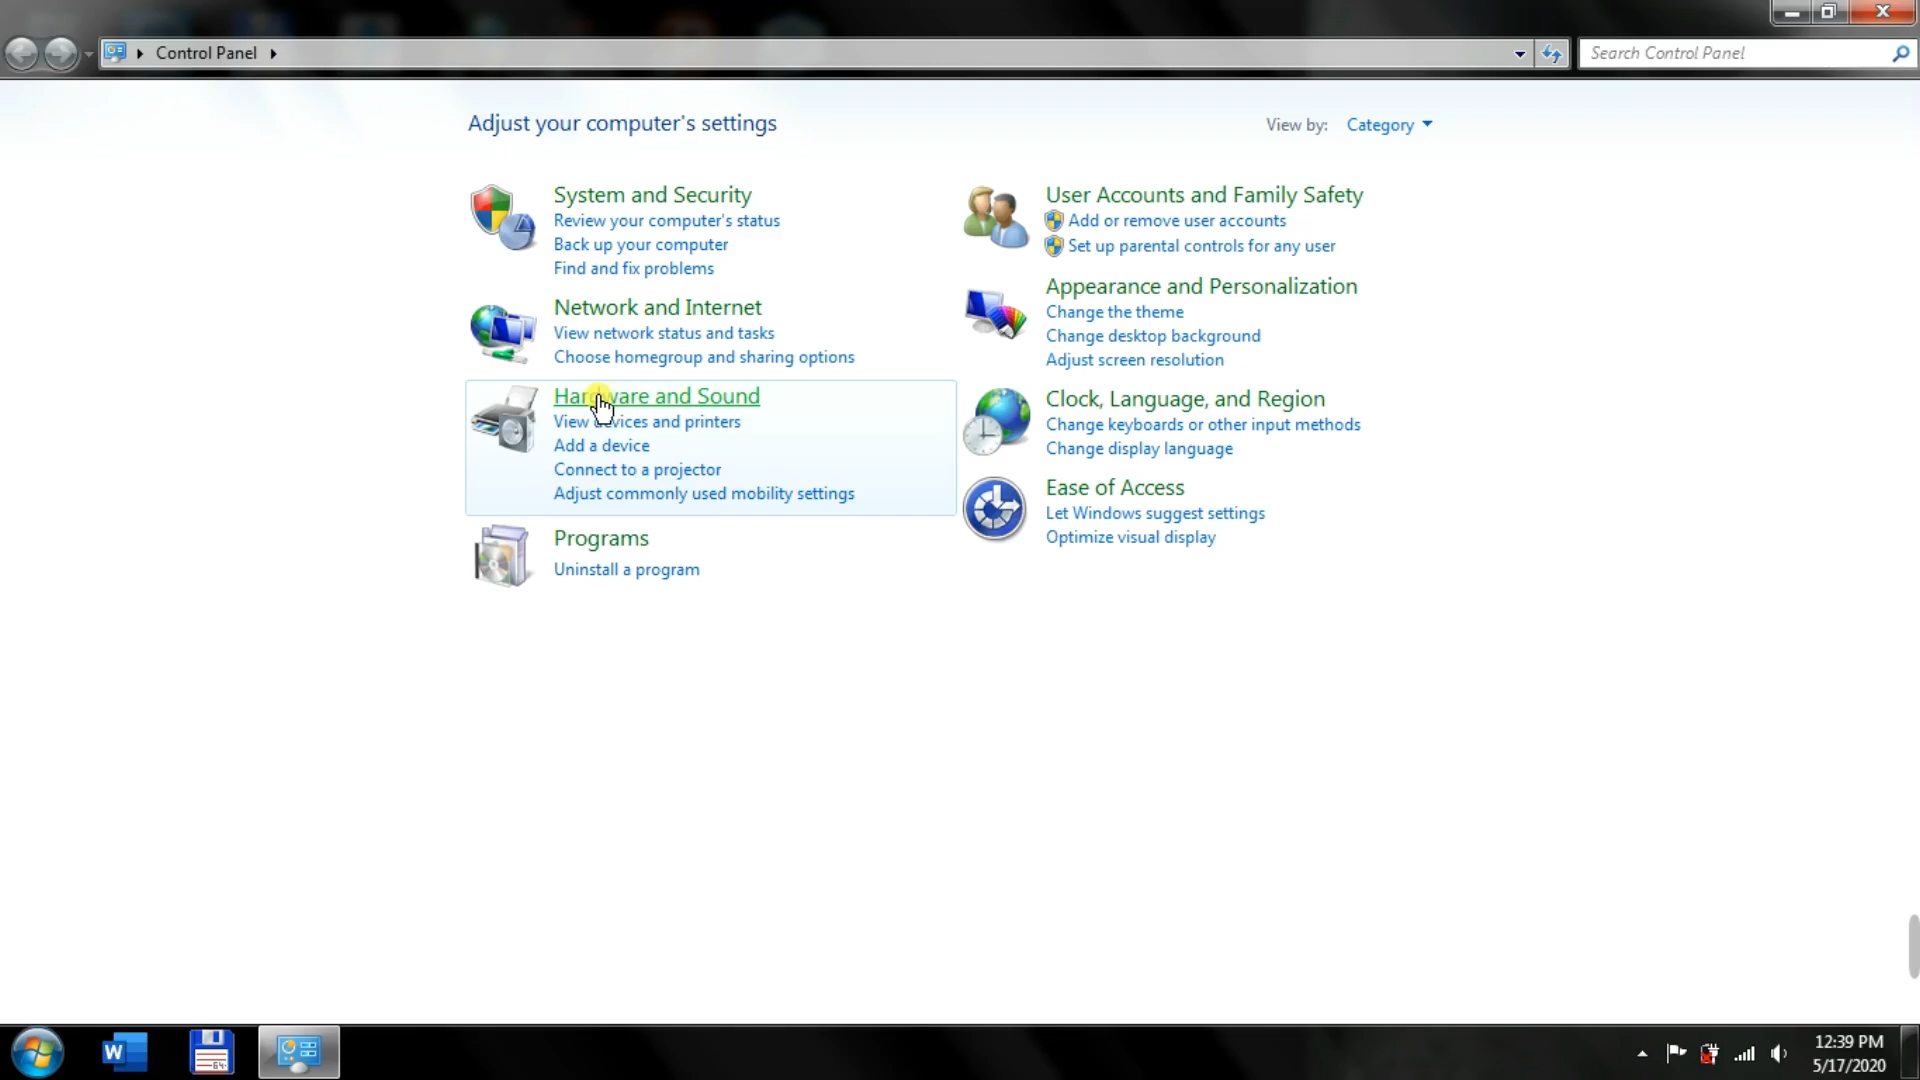 Control Panel
Search Control Panel
Adjust your computer's settings
View by: Category
System and Security
Review your computer's status
Back up your computer
Find and fix problems
Network and Internet
View network status and tasks
Choose homegroup and sharing options
Hardware and Sound
View devices and printers
Add a device
Connect to a projector
Adjust commonly used mobility settings
Programs
Uninstall a program
User Accounts and Family Safety
Add or remove user accounts
Set up parental controls for any user
Appearance and Personalization
Change the theme
Change desktop background
Adjust screen resolution
Clock, Language, and Region
Change keyboards or other input methods
Change display language
Ease of Access
Let Windows suggest settings
Optimize visual display
W
64
12:39 PM
5/17/2020